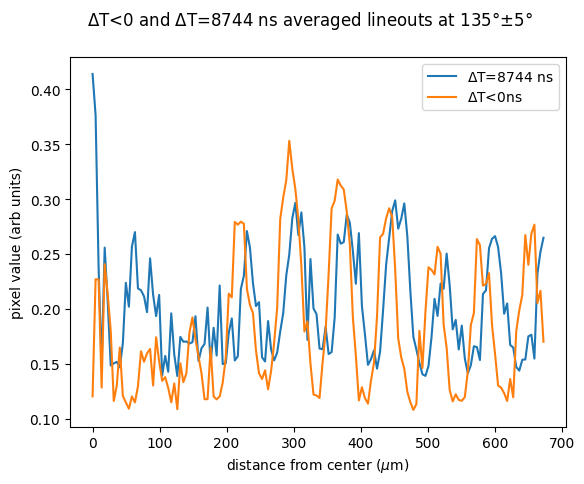 ΔT<0 and ΔT=8744 ns averaged lineouts at 135°±5°
ΔT=8744 ns
ΔT<0ns
0.40
0.35
0.30
0.25
0.20
0.15
0.10
pixel value (arb units)
0 100 200 300 400 500 600 700
distance from center (μm)